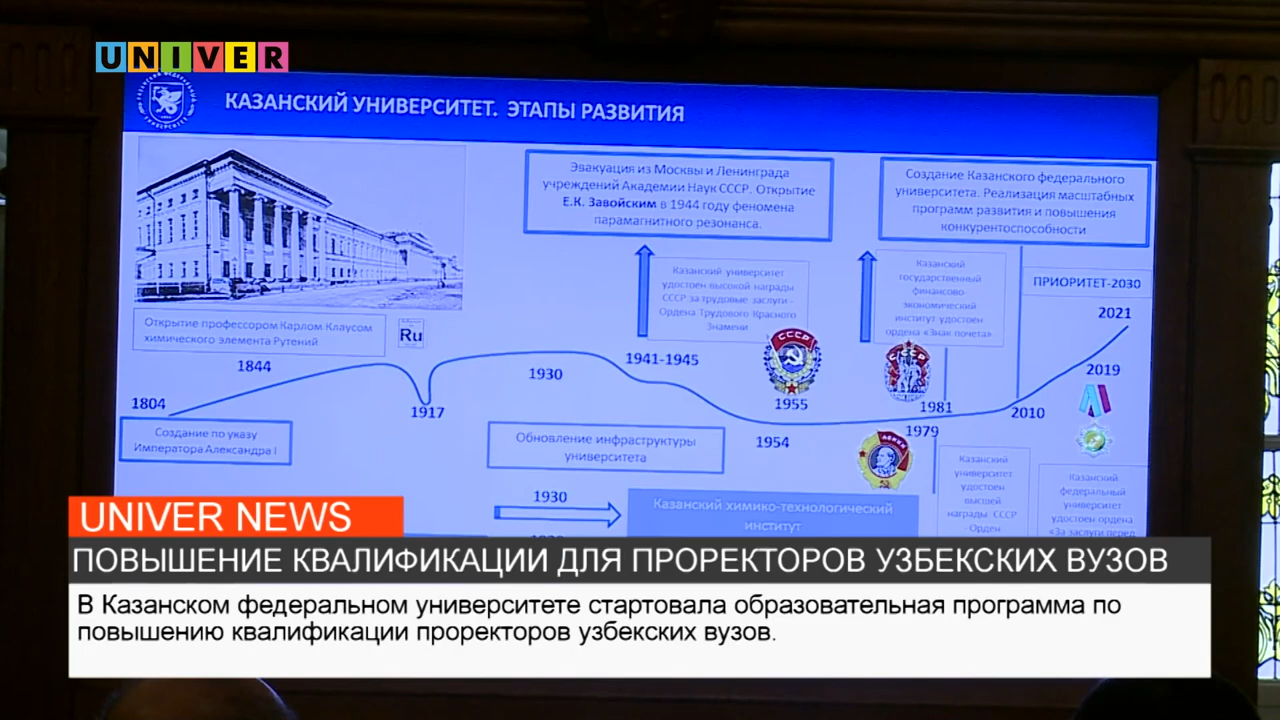 UNIVER
КАЗАНСКИЙ УНИВЕРСИТЕТ. ЭТАПЫ РАЗВИТИЯ
Эвакуация из Москвы и Ленинграда
учреждений Академии Наук СССР. Открытие
Е.К. Завойским в 1944 году феномена
парамагнитного резонанса.
Создание Казанского федерального
университета. Реализация масштабных
программ развития и повышения
конкурентоспособности
Казанский университет
удостоен высокой награды
СССР за трудовые заслуги -
Ордена Трудового Красного
Знамени
Казанский
государственный
финансово-
экономический
институт удостоен
ордена «Знак почета»
ПРИОРИТЕТ-2030
2021
Открытие профессором Карлом Клаусом
химического элемента Рутений
Ru
СССР
1844
1941-1945
1930
2019
1804
1917
1955
1981
2010
1954
1979
Создание по указу
Императора Александра I
Обновление инфраструктуры
университета
ЛЕНИН
Казанский
университет
удостоен
высшей
награды СССР
- Орден
Казанский
федеральный
университет
удостоен ордена
«За заслуги перед
1930
Казанский химико-технологический
институт
UNIVER NEWS
ПОВЫШЕНИЕ КВАЛИФИКАЦИИ ДЛЯ ПРОРЕКТОРОВ УЗБЕКСКИХ ВУЗОВ
В Казанском федеральном университете стартовала образовательная программа по
повышению квалификации проректоров узбекских вузов.